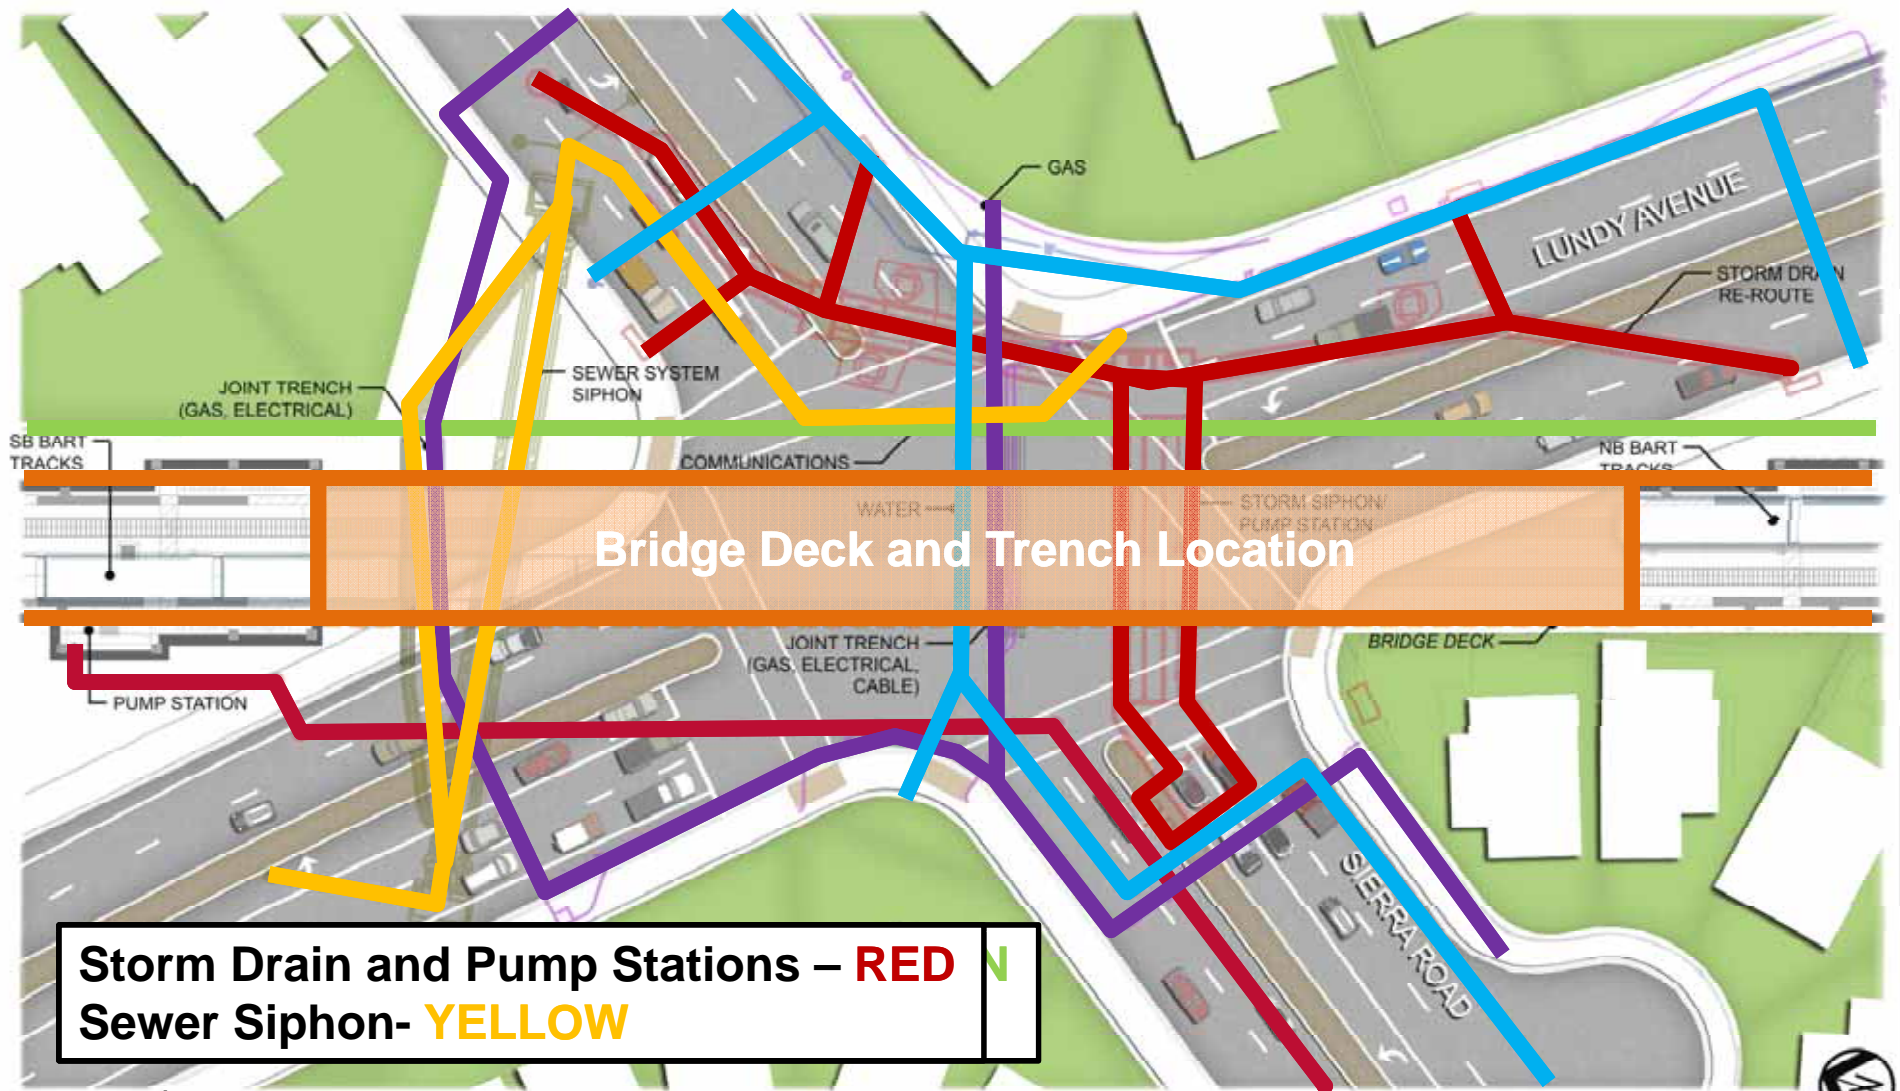 GAS
LUNDY AVENUE
STORM DRAIN
RE-ROUTE
SEWER SYSTEM
SIPHON
JOINT TRENCH
(GAS, ELECTRICAL)
SB BART
TRACKS
COMMUNICATIONS
NB BART
TRACKS
WATER
STORM SIPHON/
PUMP STATION
Bridge Deck and Trench Location
JOINT TRENCH
(GAS, ELECTRICAL,
CABLE)
BRIDGE DECK
PUMP STATION
SIERRA ROAD
Storm Drain and Pump Stations – RED
N
Sewer Siphon- YELLOW